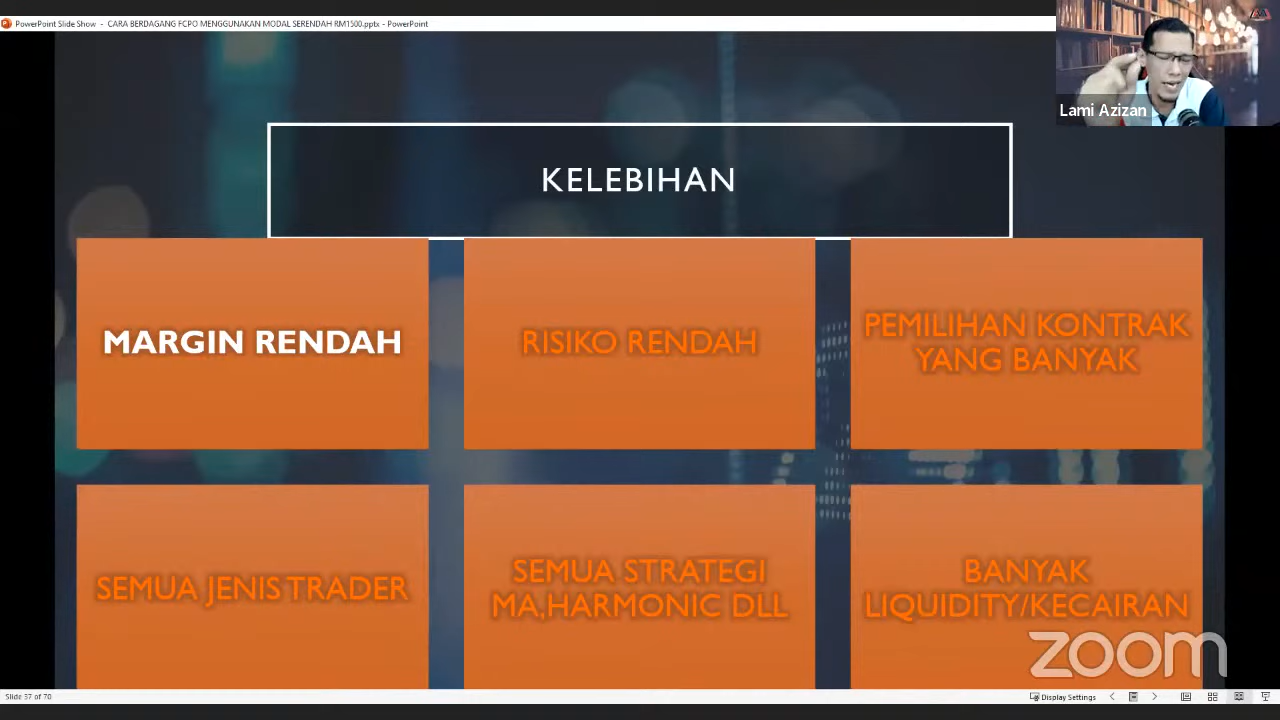 PowerPoint Slide Show - CARA BERDAGANG FCPO MENGGUNAKAN MODAL SERENDAH RM1500.pptx - PowerPoint
Lami Azizan
KELEBIHAN
MARGIN RENDAH
RISIKO RENDAH
PEMILIHAN KONTRAK
YANG BANYAK
SEMUA JENIS TRADER
SEMUA STRATEGI
MA,HARMONIC DLL
BANYAK
LIQUIDITY/KECAIRAN
zoom
Slide 37 of 70
Display Settings